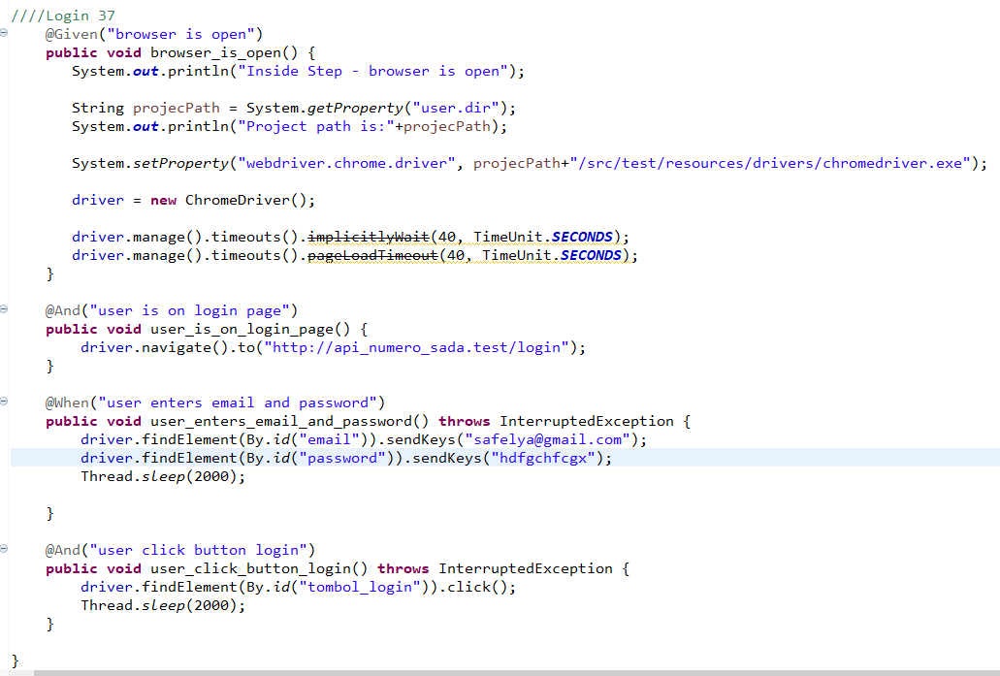 ////Login 37
@Given("browser is open")
public void browser_is_open() {
System.out.println("Inside Step - browser is open");
String projecPath = System.getProperty("user.dir");
System.out.println("Project path is:"+projecPath);
System.setProperty("webdriver.chrome.driver", projecPath+"/src/test/resources/drivers/chromedriver.exe");
driver = new ChromeDriver();
driver.manage().timeouts().implicitlyWait(40, TimeUnit.SECONDS);
driver.manage().timeouts().pageLoadTimeout(40, TimeUnit.SECONDS);
}
@And("user is on login page")
public void user_is_on_login_page() {
driver.navigate().to("http://api_numero_sada.test/login");
}
@When("user enters email and password")
public void user_enters_email_and_password() throws InterruptedException {
driver.findElement(By.id("email")).sendKeys("safelya@gmail.com");
driver.findElement(By.id("password")).sendKeys("hdfgchfcgx");
Thread.sleep(2000);
}
@And("user click button login")
public void user_click_button_login() throws InterruptedException {
driver.findElement(By.id("tombol_login")).click();
Thread.sleep(2000);
}
}